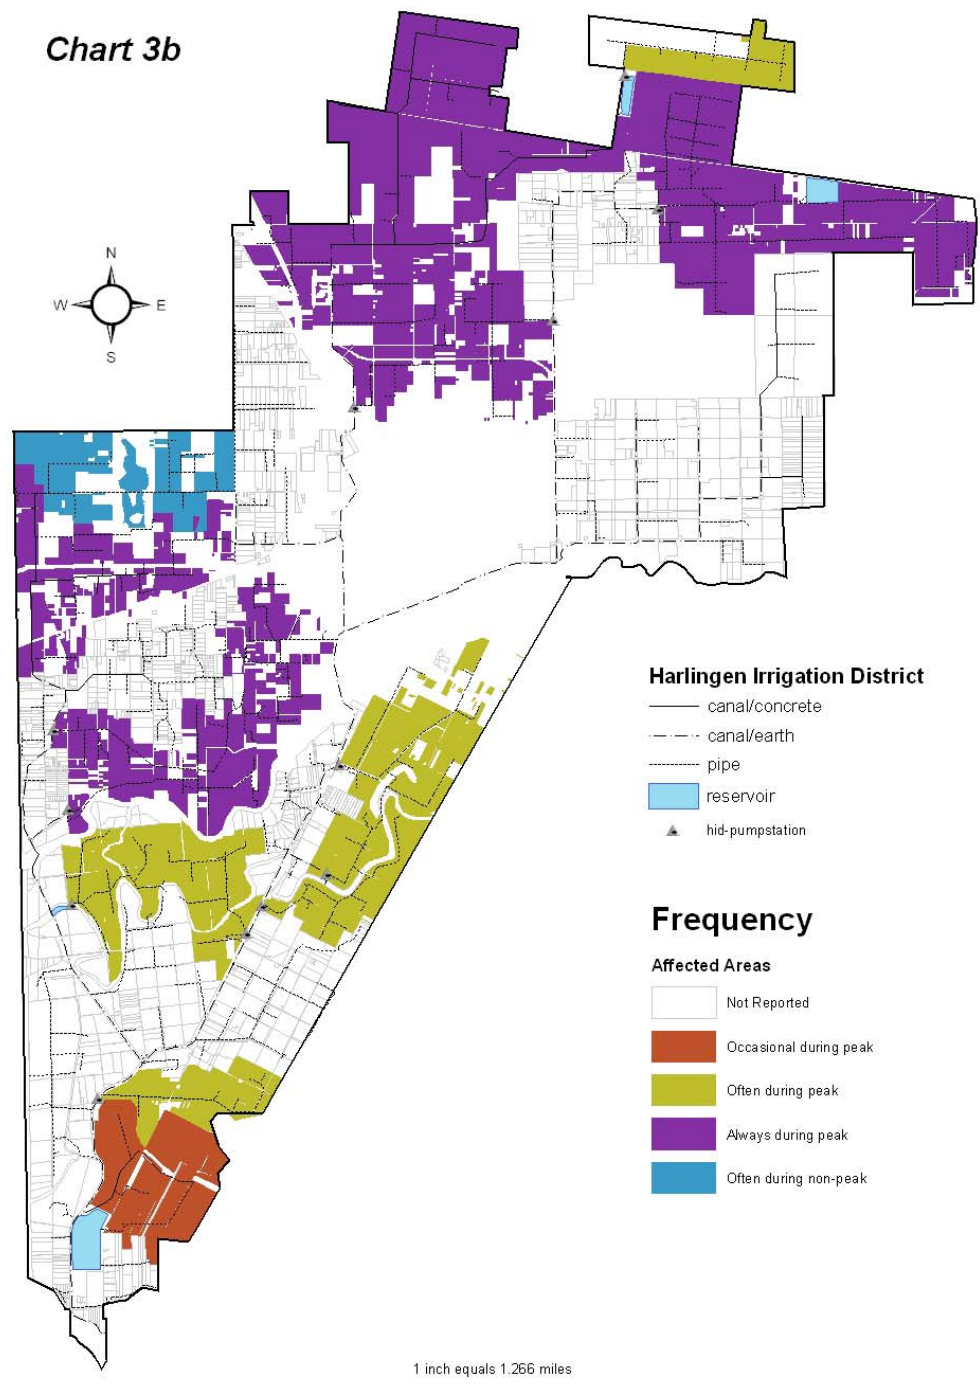 Chart 3b
N
W E
S
Harlingen Irrigation District
canal/concrete
canal/earth
pipe
reservoir
hid-pumpstation
Frequency
Affected Areas
Not Reported
Occasional during peak
Often during peak
Always during peak
Often during non-peak
1 inch equals 1.266 miles